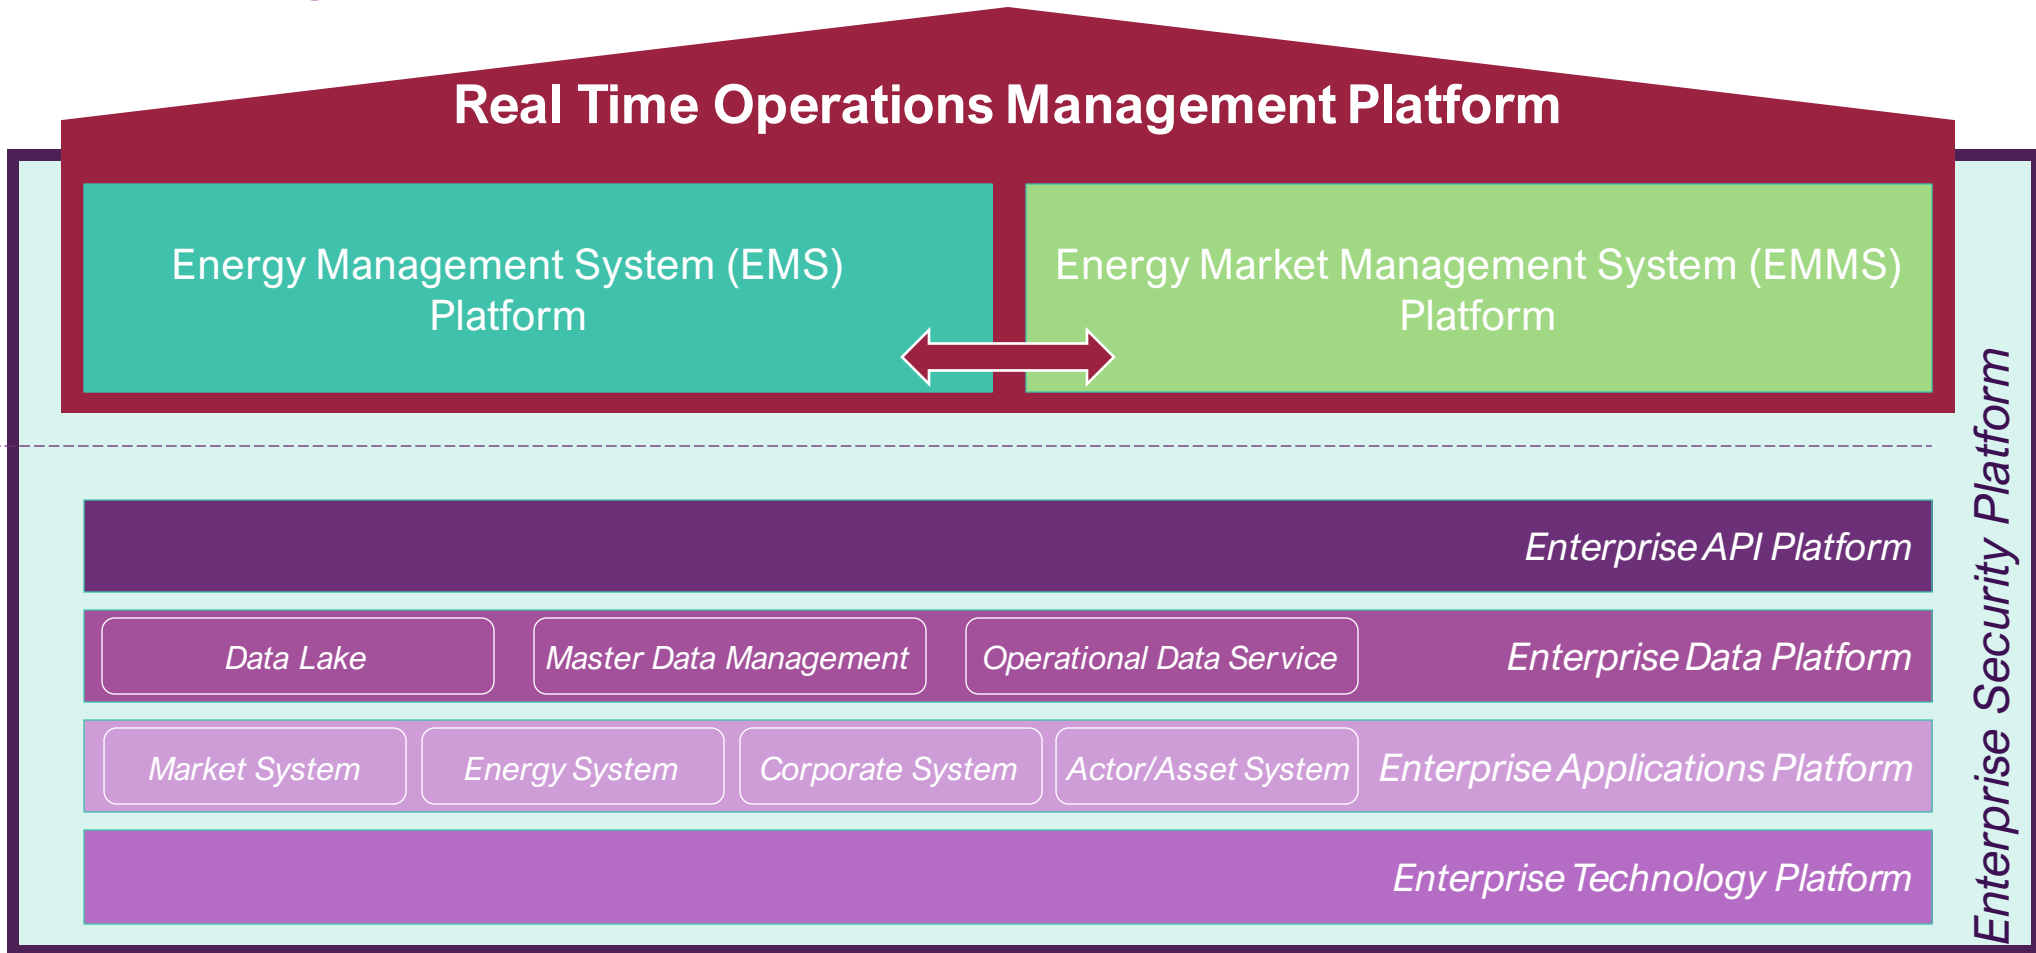 Real Time Operations Management Platform
Energy Management System (EMS)
Platform
Energy Market Management System (EMMS)
Platform
Enterprise Security Platform
Enterprise API Platform
Data Lake
Master Data Management
Operational Data Service
Enterprise Data Platform
Market System
Energy System
Corporate System
Actor/Asset System
Enterprise Applications Platform
Enterprise Technology Platform